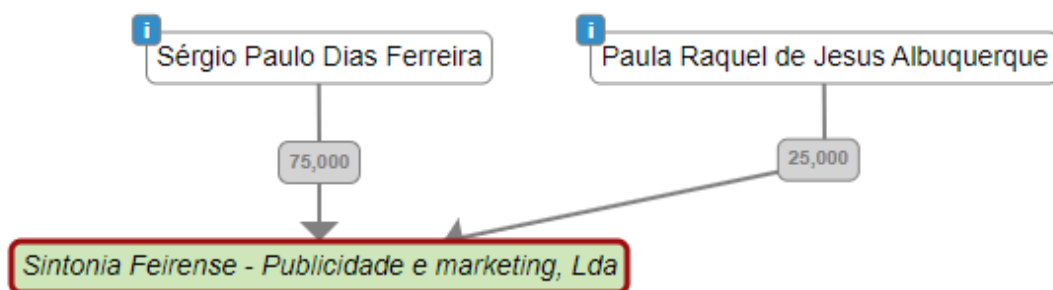 i
Sérgio Paulo Dias Ferreira
i
Paula Raquel de Jesus Albuquerque
75,000
25,000
Sintonia Feirense - Publicidade e marketing, Lda